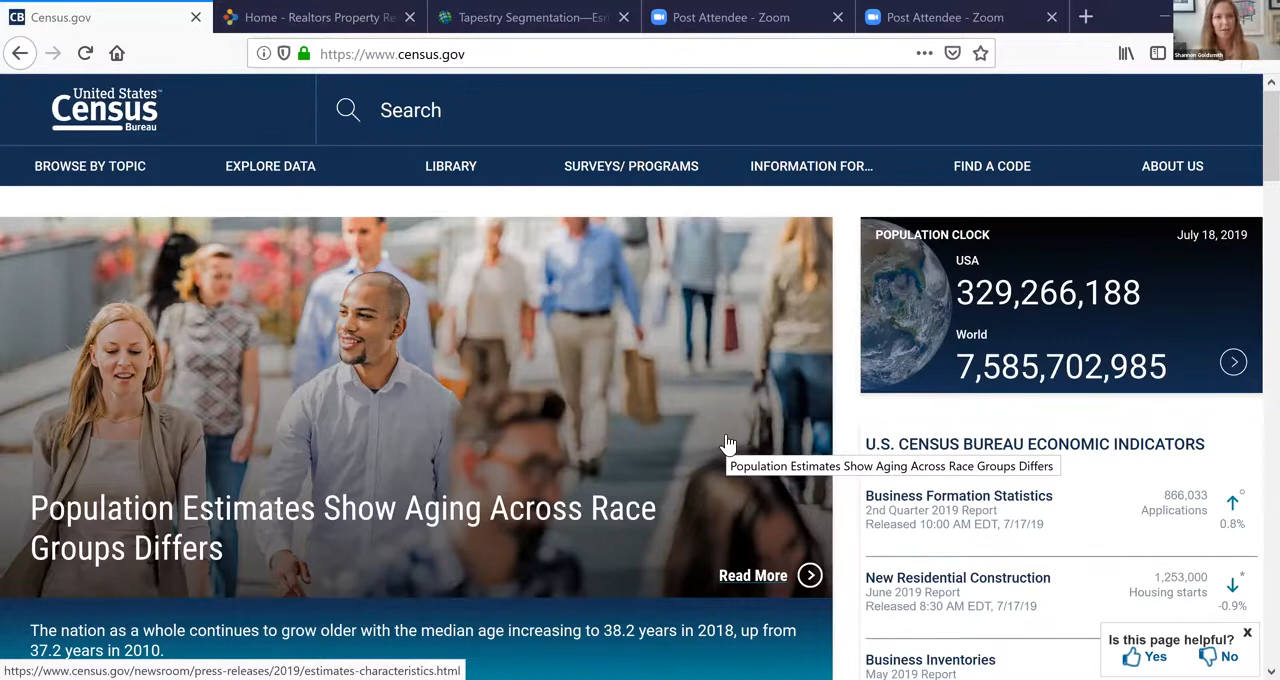 Census.gov
Home - Realtors Property Re
Tapestry Segmentation—Esri
Post Attendee - Zoom
Post Attendee - Zoom
https://www.census.gov
Shannon Goldsmith
United States
Census
Bureau
Search
BROWSE BY TOPIC
EXPLORE DATA
LIBRARY
SURVEYS/ PROGRAMS
INFORMATION FOR...
FIND A CODE
ABOUT US
POPULATION CLOCK
July 18, 2019
USA
329,266,188
World
7,585,702,985
Population Estimates Show Aging Across Race Groups Differs
Population Estimates Show Aging Across Race
Groups Differs
Read More
The nation as a whole continues to grow older with the median age increasing to 38.2 years in 2018, up from
37.2 years in 2010.
https://www.census.gov/newsroom/press-releases/2019/estimates-characteristics.html
U.S. CENSUS BUREAU ECONOMIC INDICATORS
Business Formation Statistics
2nd Quarter 2019 Report
Released 10:00 AM EDT, 7/17/19
866,033
Applications
0.8%
New Residential Construction
June 2019 Report
Released 8:30 AM EDT, 7/17/19
1,253,000
Housing starts
-0.9%
Business Inventories
May 2019 Report
Is this page helpful?
X
Yes
No